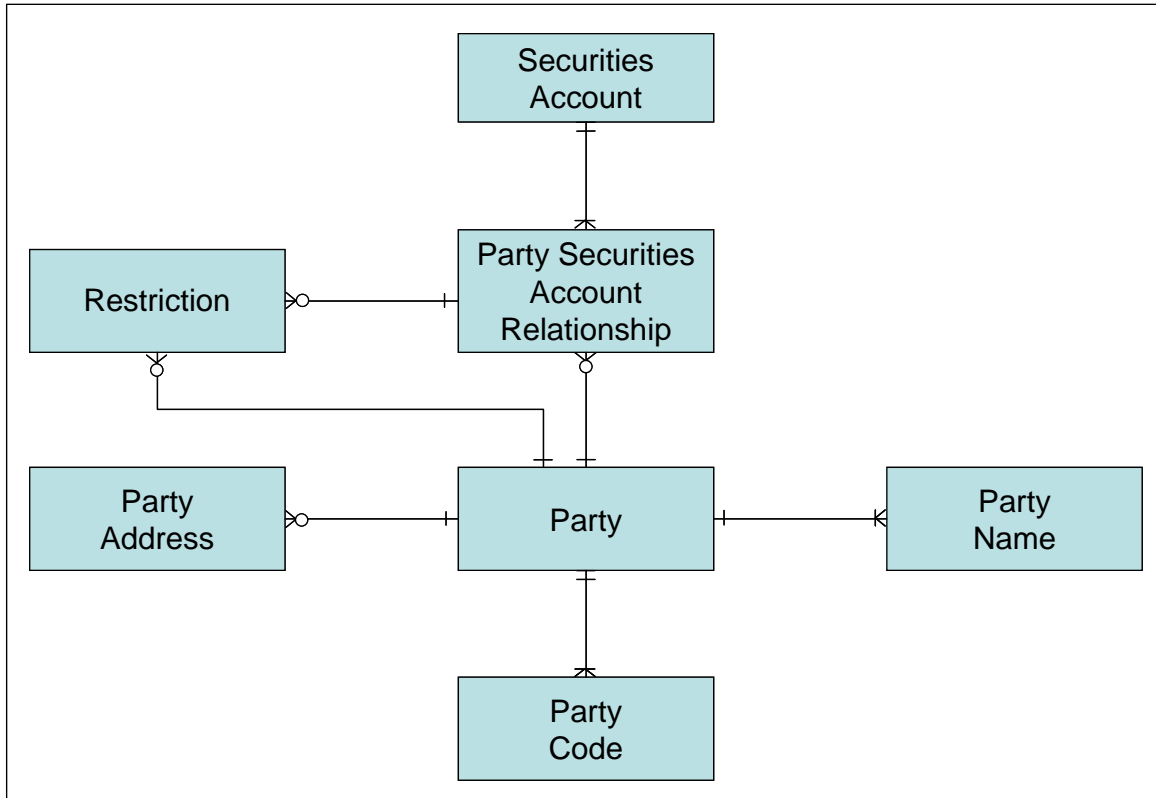 Securities
Account
Party Securities
Account
Relationship
Restriction
Party
Address
Party
Party
Name
Party
Code